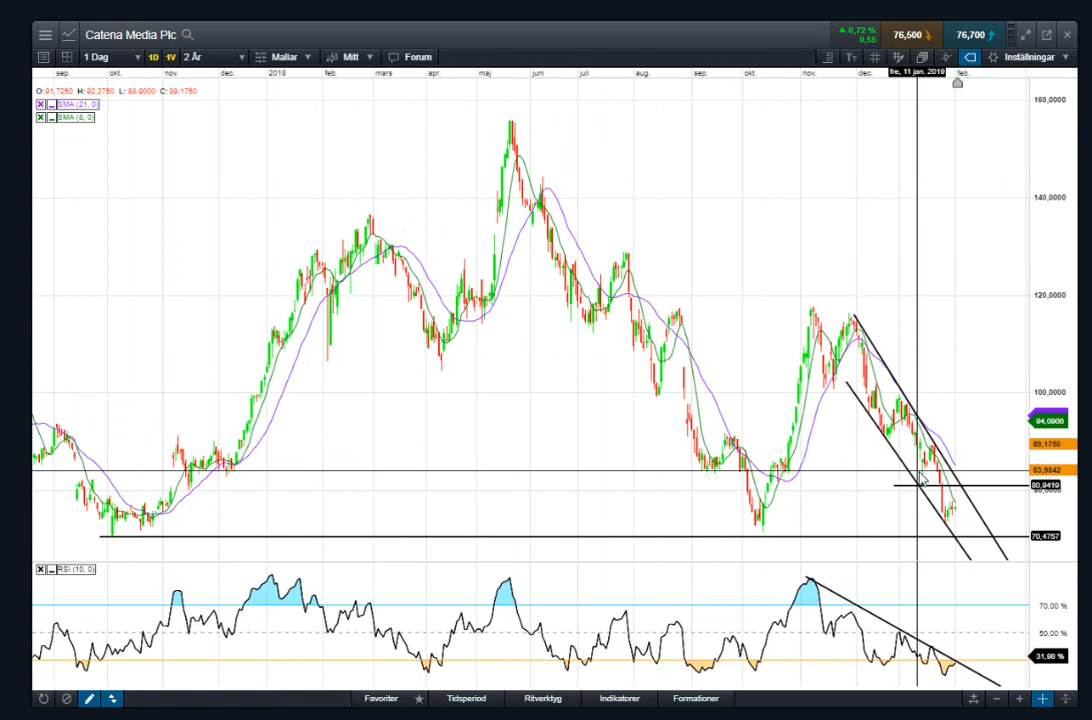 Catena Media Plc
0,72 %
0,55
76,500
76,700
1 Dag
1D
1V
2 År
Mallar
Mitt
Forum
Inställningar
sep.
okt.
nov.
dec.
2018
feb.
mars
apr.
maj
juni
juli
aug.
sep.
okt.
nov.
dec.
fre, 11 jan. 2019
feb.
O: 91,7250 H: 92,2750 L: 88,9000 C: 89,1750
SMA (21, 0)
SMA (8, 0)
160,0000
140,0000
120,0000
100,0000
94,0906
89,1750
83,9842
80,9419
80,0000
70,4757
RSI (10, 0)
70,00 %
50,00 %
31,98 %
Favoriter
Tidsperiod
Ritverktyg
Indikatorer
Formationer